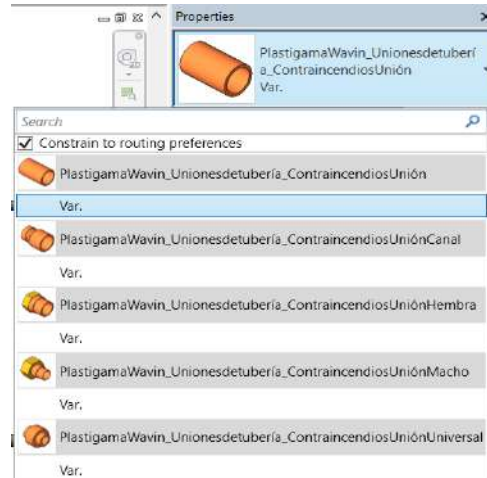 Properties
PlastigamaWavin_Unionesdetuberí
a_ContraincendiosUnión
Var.
Search
Constrain to routing preferences
PlastigamaWavin_Unionesdetubería_ContraincendiosUnión
Var.
PlastigamaWavin_Unionesdetubería_ContraincendiosUniónCanal
Var.
PlastigamaWavin_Unionesdetubería_ContraincendiosUniónHembra
Var.
PlastigamaWavin_Unionesdetubería_ContraincendiosUniónMacho
Var.
PlastigamaWavin_Unionesdetubería_ContraincendiosUniónUniversal
Var.